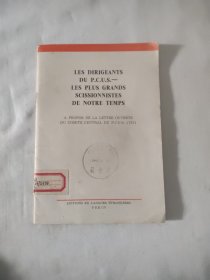 LES DIRIGEANTS
DU P.C.U.S.—
LES PLUS GRANDS
SCISSIONNISTES
DE NOTRE TEMPS
A PROPOS DE LA LETTRE OUVERTE
DU COMITE CENTRAL DU P.C.U.S. (VII)
EDITIONS EN LANGUES ETRANGERES
PEKIN